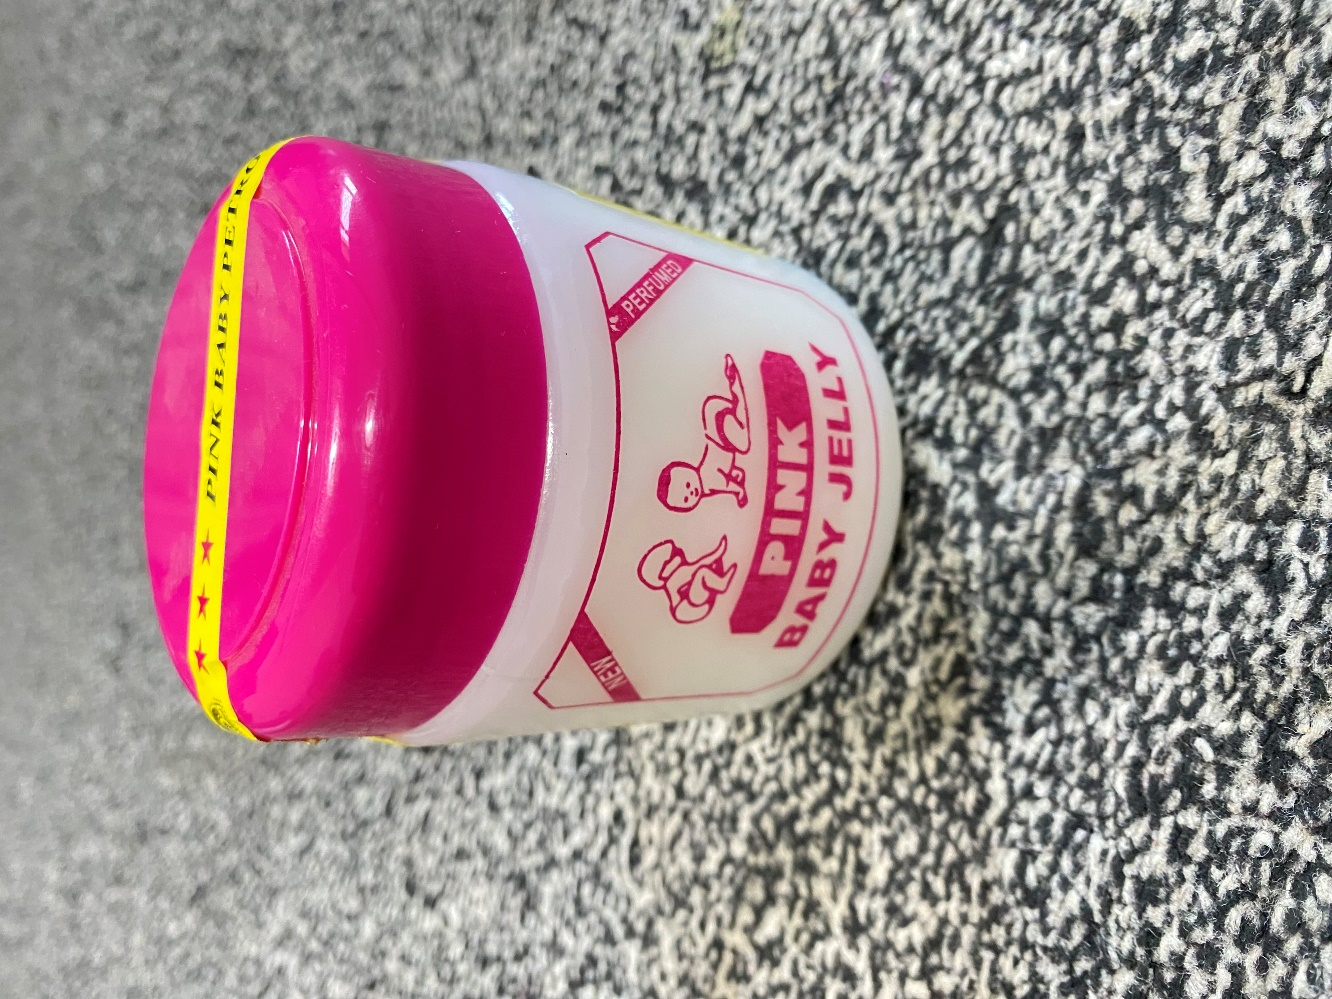 ★ ★ ★ PINK BABY PETRO
NEW
PERFUMED
PINK
BABY JELLY